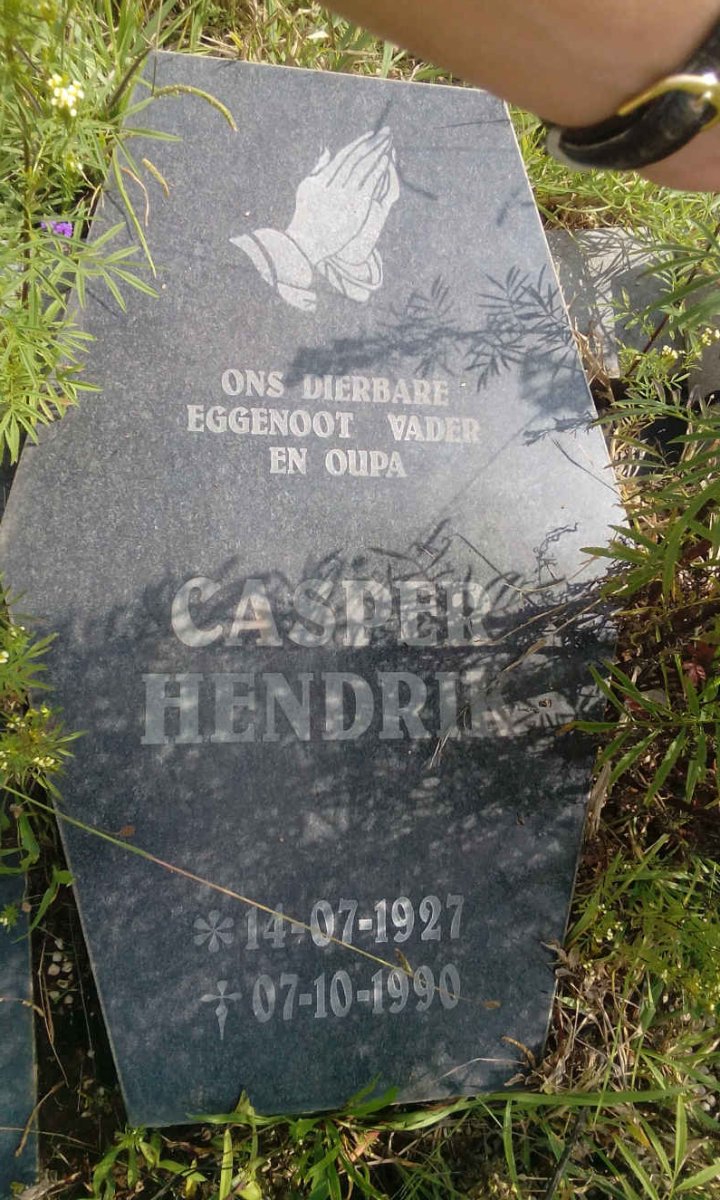 ONS DIERBARE
EGGENOOT VADER
EN OUPA
CASPER
HENDRIK
* 14-07-1927
† 07-10-1990